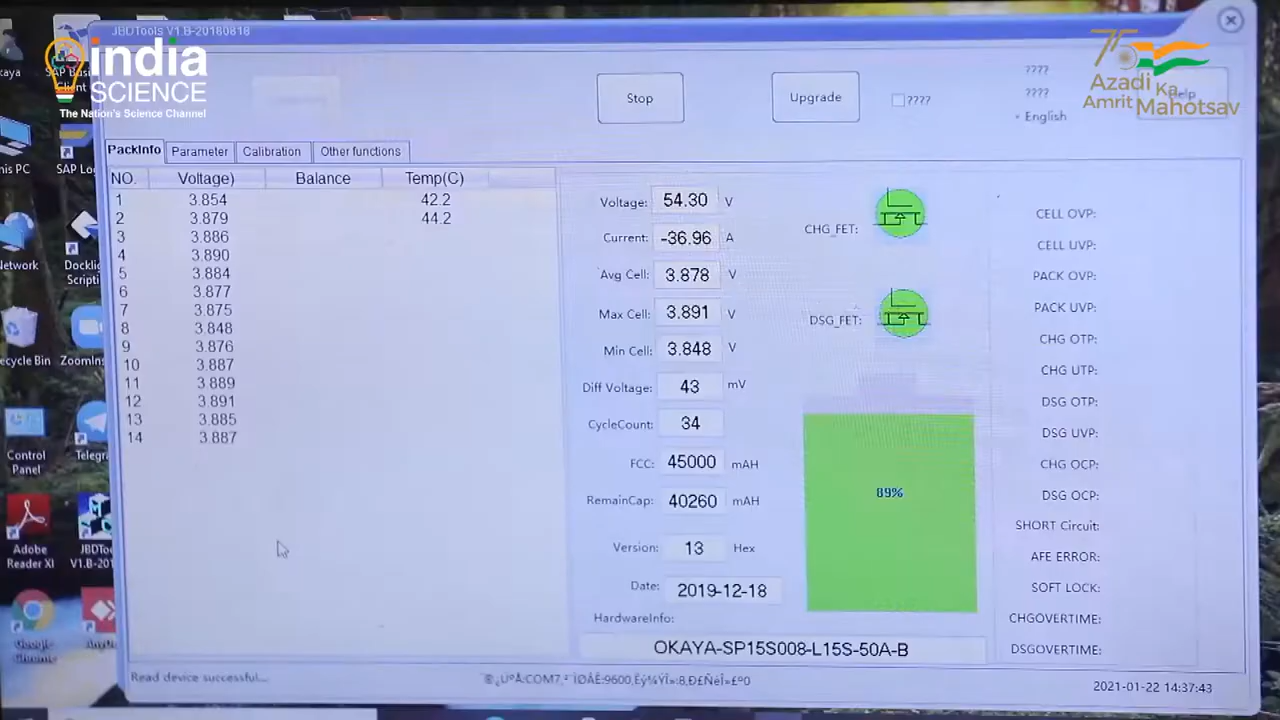 JBDTools V1.B-20180818
india
SCIENCE
The Nation's Science Channel
75
Azadi Ka
Amrit Mahotsav
Stop
Upgrade
????
????
????
English
Help
PackInfo Parameter Calibration Other functions
NO. Voltage) Balance Temp(C)
1 3.854 42.2
2 3.879 44.2
3 3.886
4 3.890
5 3.884
6 3.877
7 3.875
8 3.848
9 3.876
10 3.887
11 3.889
12 3.891
13 3.885
14 3.887
Voltage: 54.30 V
Current: -36.96 A
Avg Cell: 3.878 V
Max Cell: 3.891 V
Min Cell: 3.848 V
Diff Voltage: 43 mV
CycleCount: 34
FCC: 45000 mAH
RemainCap: 40260 mAH
Version: 13 Hex
Date: 2019-12-18
HardwareInfo:
OKAYA-SP15S008-L15S-50A-B
CHG_FET:
DSG_FET:
89%
CELL OVP:
CELL UVP:
PACK OVP:
PACK UVP:
CHG OTP:
CHG UTP:
DSG OTP:
DSG UVP:
CHG OCP:
DSG OCP:
SHORT Circuit:
AFE ERROR:
SOFT LOCK:
CHGOVERTIME:
DSGOVERTIME:
Read device successful...
2021-01-22 14:37:43
Control
Panel
Adobe
Reader XI
Google
Chrome